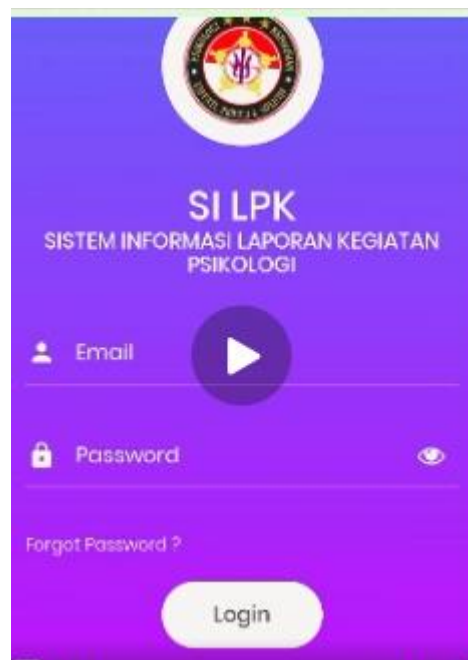 SI LPK
SISTEM INFORMASI LAPORAN KEGIATAN
PSIKOLOGI
Email
Password
Forgot Password ?
Login